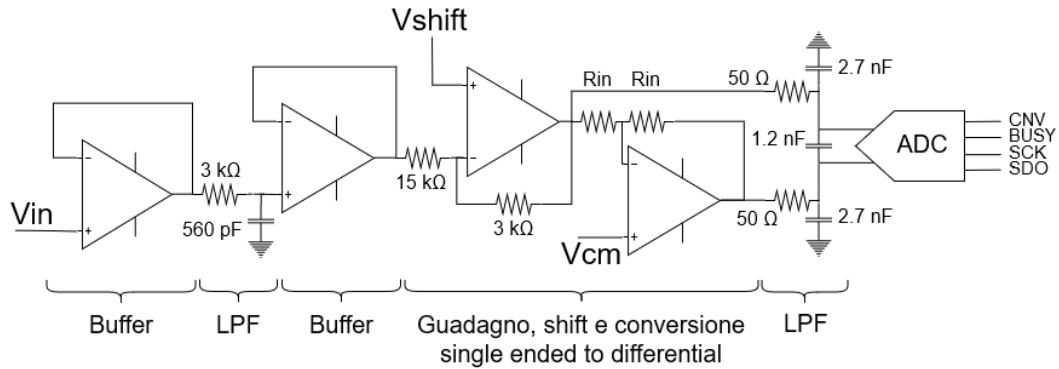 Vshift
Rin Rin
50 Ω
2.7 nF
1.2 nF
ADC
CNV
BUSY
SCK
SDO
3 kΩ
15 kΩ
Vin
560 pF
3 kΩ
Vcm
50 Ω
2.7 nF
+
-
+
-
+
-
+
-
Buffer
LPF
Buffer
Guadagno, shift e conversione
single ended to differential
LPF